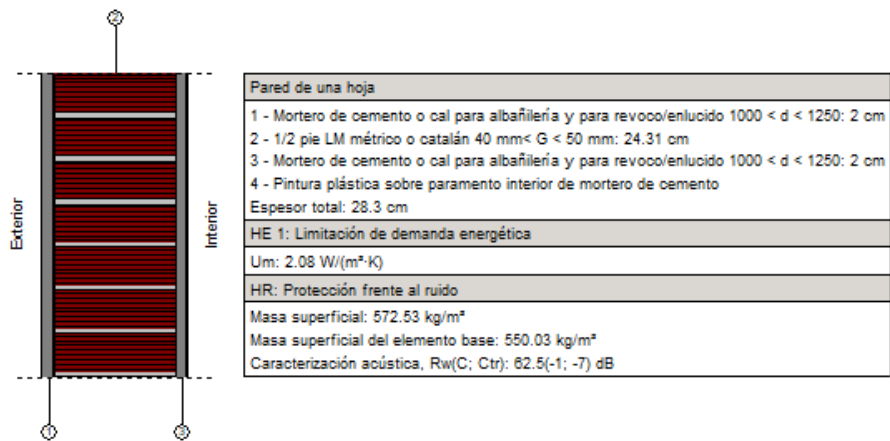 2
Exterior
Interior
1
3
Pared de una hoja
1 - Mortero de cemento o cal para albañilería y para revoco/enlucido 1000 < d < 1250: 2 cm
2 - 1/2 pie LM métrico o catalán 40 mm< G < 50 mm: 24.31 cm
3 - Mortero de cemento o cal para albañilería y para revoco/enlucido 1000 < d < 1250: 2 cm
4 - Pintura plástica sobre paramento interior de mortero de cemento
Espesor total: 28.3 cm
HE 1: Limitación de demanda energética
Um: 2.08 W/(m²·K)
HR: Protección frente al ruido
Masa superficial: 572.53 kg/m²
Masa superficial del elemento base: 550.03 kg/m²
Caracterización acústica, Rw(C; Ctr): 62.5(-1; -7) dB